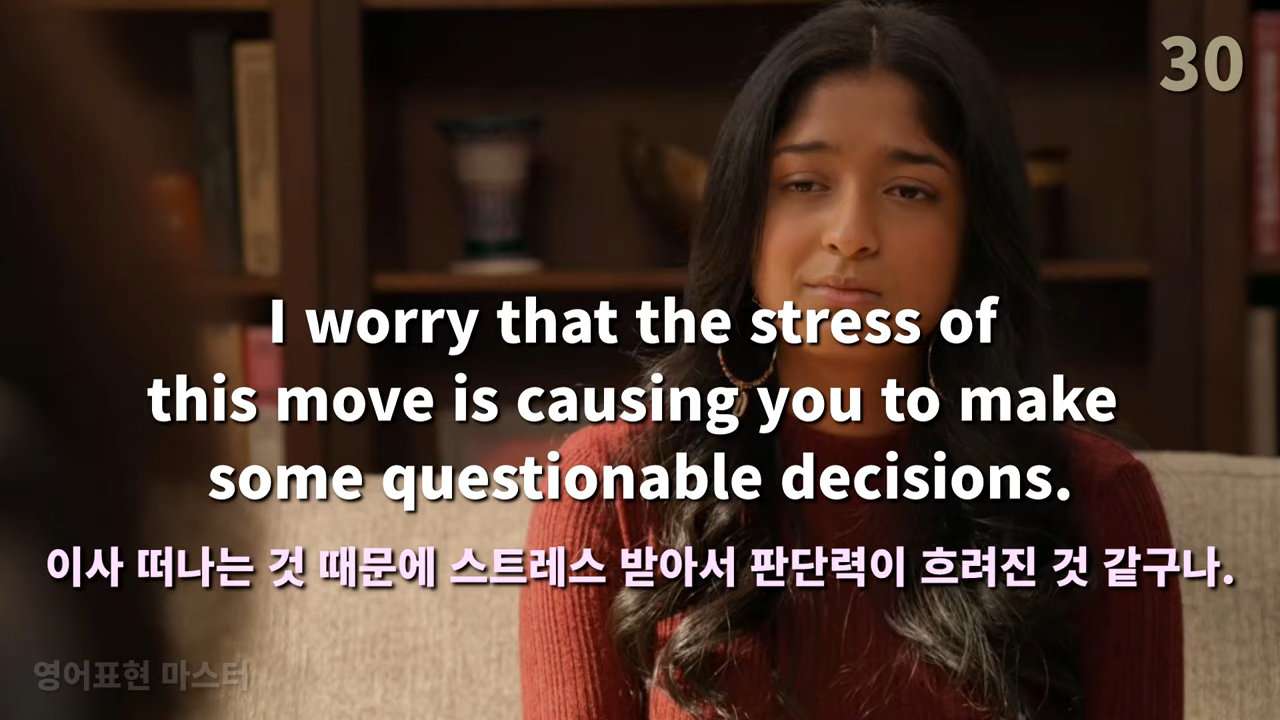 30
I worry that the stress of
this move is causing you to make
some questionable decisions.
이사 떠나는 것 때문에 스트레스 받아서 판단력이 흐려진 것 같구나.
영어표현 마스터